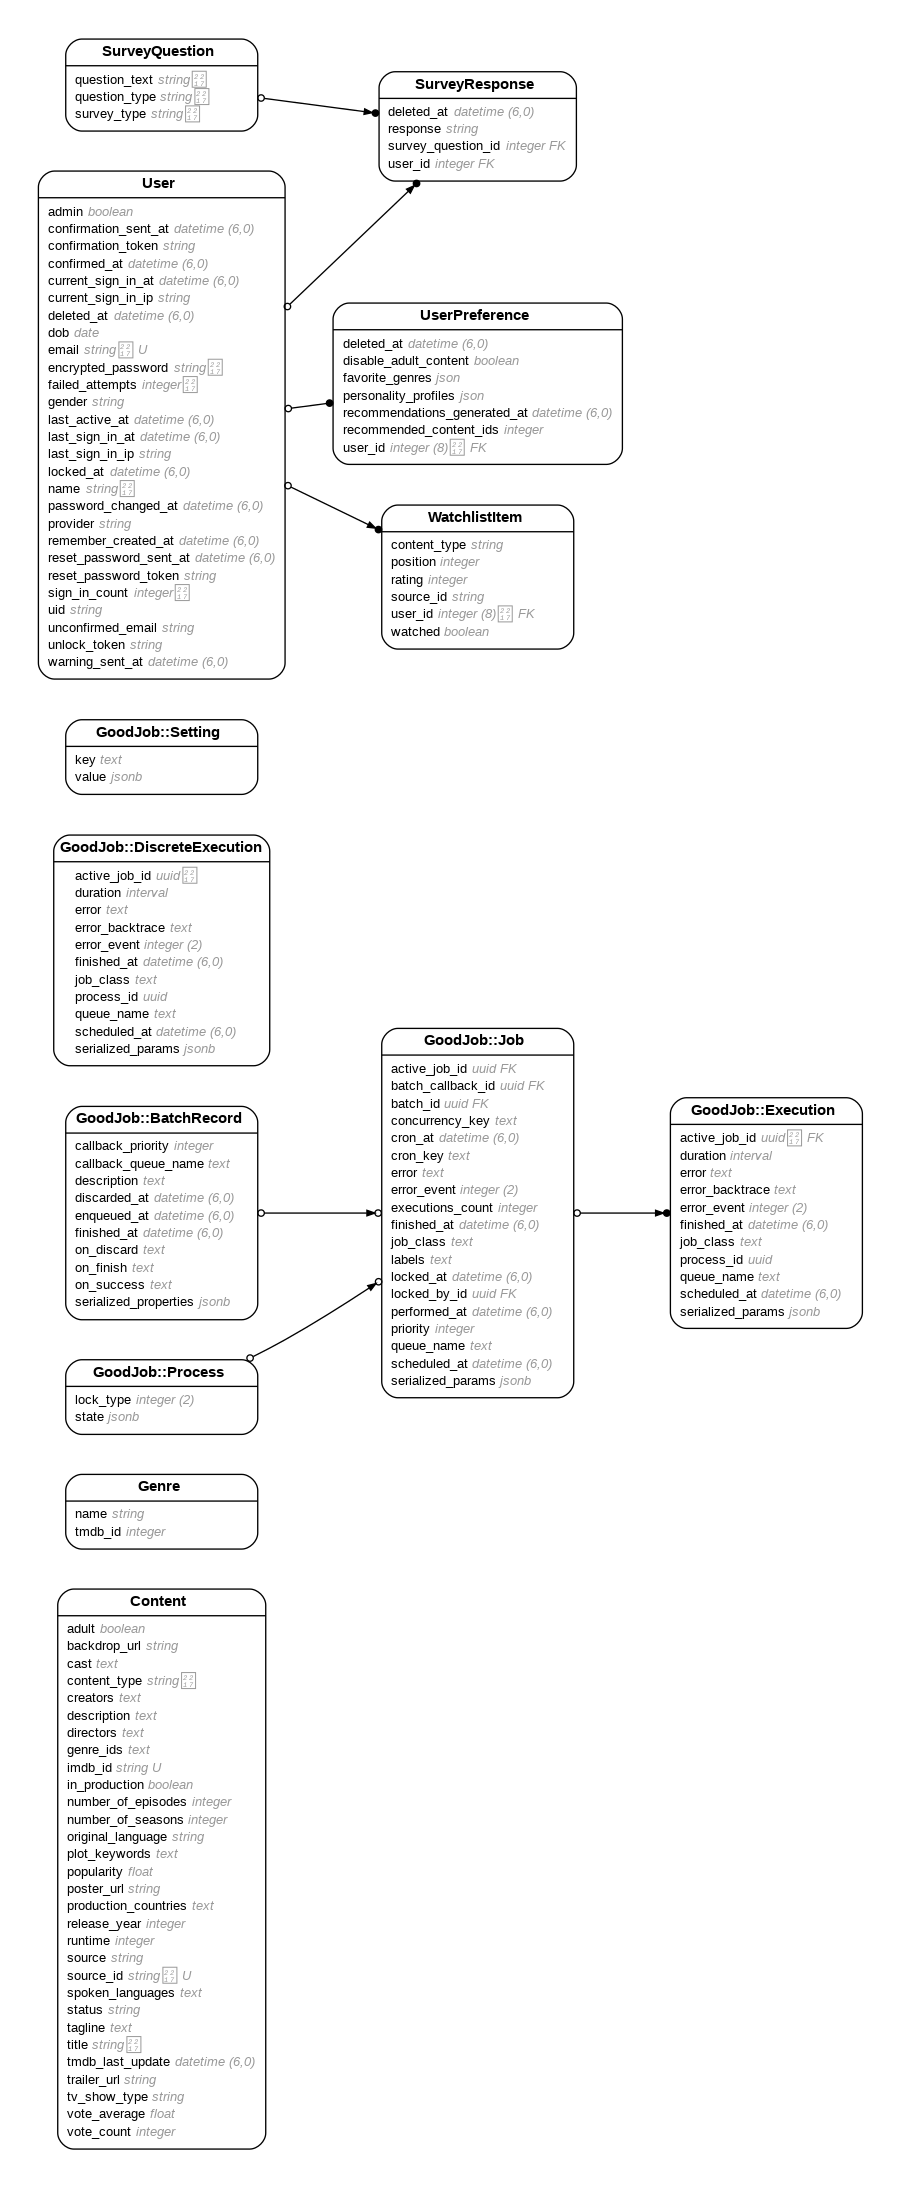 SurveyQuestion
question_text string
question_type string
survey_type string
SurveyResponse
deleted_at datetime (6,0)
response string
survey_question_id integer FK
user_id integer FK
User
admin boolean
confirmation_sent_at datetime (6,0)
confirmation_token string
confirmed_at datetime (6,0)
current_sign_in_at datetime (6,0)
current_sign_in_ip string
deleted_at datetime (6,0)
dob date
email string U
encrypted_password string
failed_attempts integer
gender string
last_active_at datetime (6,0)
last_sign_in_at datetime (6,0)
last_sign_in_ip string
locked_at datetime (6,0)
name string
password_changed_at datetime (6,0)
provider string
remember_created_at datetime (6,0)
reset_password_sent_at datetime (6,0)
reset_password_token string
sign_in_count integer
uid string
unconfirmed_email string
unlock_token string
warning_sent_at datetime (6,0)
UserPreference
deleted_at datetime (6,0)
disable_adult_content boolean
favorite_genres json
personality_profiles json
recommendations_generated_at datetime (6,0)
recommended_content_ids integer
user_id integer (8) FK
WatchlistItem
content_type string
position integer
rating integer
source_id string
user_id integer (8) FK
watched boolean
GoodJob::Setting
key text
value jsonb
GoodJob::DiscreteExecution
active_job_id uuid
duration interval
error text
error_backtrace text
error_event integer (2)
finished_at datetime (6,0)
job_class text
process_id uuid
queue_name text
scheduled_at datetime (6,0)
serialized_params jsonb
GoodJob::BatchRecord
callback_priority integer
callback_queue_name text
description text
discarded_at datetime (6,0)
enqueued_at datetime (6,0)
finished_at datetime (6,0)
on_discard text
on_finish text
on_success text
serialized_properties jsonb
GoodJob::Job
active_job_id uuid FK
batch_callback_id uuid FK
batch_id uuid FK
concurrency_key text
cron_at datetime (6,0)
cron_key text
error text
error_event integer (2)
executions_count integer
finished_at datetime (6,0)
job_class text
labels text
locked_at datetime (6,0)
locked_by_id uuid FK
performed_at datetime (6,0)
priority integer
queue_name text
scheduled_at datetime (6,0)
serialized_params jsonb
GoodJob::Execution
active_job_id uuid FK
duration interval
error text
error_backtrace text
error_event integer (2)
finished_at datetime (6,0)
job_class text
process_id uuid
queue_name text
scheduled_at datetime (6,0)
serialized_params jsonb
GoodJob::Process
lock_type integer (2)
state jsonb
Genre
name string
tmdb_id integer
Content
adult boolean
backdrop_url string
cast text
content_type string
creators text
description text
directors text
genre_ids text
imdb_id string U
in_production boolean
number_of_episodes integer
number_of_seasons integer
original_language string
plot_keywords text
popularity float
poster_url string
production_countries text
release_year integer
runtime integer
source string
source_id string U
spoken_languages text
status string
tagline text
title string
tmdb_last_update datetime (6,0)
trailer_url string
tv_show_type string
vote_average float
vote_count integer